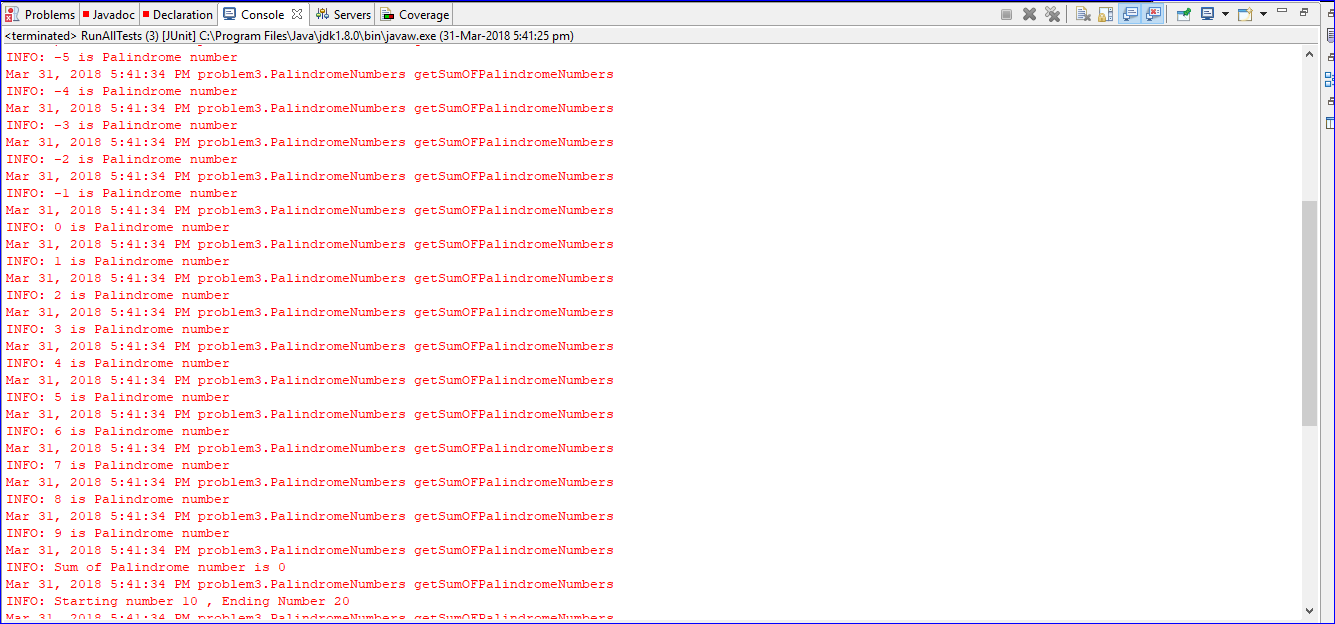 Problems Javadoc Declaration Console Servers Coverage
<terminated> RunAllTests (3) [JUnit] C:\Program Files\Java\jdk1.8.0\bin\javaw.exe (31-Mar-2018 5:41:25 pm)
INFO: -5 is Palindrome number
Mar 31, 2018 5:41:34 PM problem3.PalindromeNumbers getSumOFPalindromeNumbers
INFO: -4 is Palindrome number
Mar 31, 2018 5:41:34 PM problem3.PalindromeNumbers getSumOFPalindromeNumbers
INFO: -3 is Palindrome number
Mar 31, 2018 5:41:34 PM problem3.PalindromeNumbers getSumOFPalindromeNumbers
INFO: -2 is Palindrome number
Mar 31, 2018 5:41:34 PM problem3.PalindromeNumbers getSumOFPalindromeNumbers
INFO: -1 is Palindrome number
Mar 31, 2018 5:41:34 PM problem3.PalindromeNumbers getSumOFPalindromeNumbers
INFO: 0 is Palindrome number
Mar 31, 2018 5:41:34 PM problem3.PalindromeNumbers getSumOFPalindromeNumbers
INFO: 1 is Palindrome number
Mar 31, 2018 5:41:34 PM problem3.PalindromeNumbers getSumOFPalindromeNumbers
INFO: 2 is Palindrome number
Mar 31, 2018 5:41:34 PM problem3.PalindromeNumbers getSumOFPalindromeNumbers
INFO: 3 is Palindrome number
Mar 31, 2018 5:41:34 PM problem3.PalindromeNumbers getSumOFPalindromeNumbers
INFO: 4 is Palindrome number
Mar 31, 2018 5:41:34 PM problem3.PalindromeNumbers getSumOFPalindromeNumbers
INFO: 5 is Palindrome number
Mar 31, 2018 5:41:34 PM problem3.PalindromeNumbers getSumOFPalindromeNumbers
INFO: 6 is Palindrome number
Mar 31, 2018 5:41:34 PM problem3.PalindromeNumbers getSumOFPalindromeNumbers
INFO: 7 is Palindrome number
Mar 31, 2018 5:41:34 PM problem3.PalindromeNumbers getSumOFPalindromeNumbers
INFO: 8 is Palindrome number
Mar 31, 2018 5:41:34 PM problem3.PalindromeNumbers getSumOFPalindromeNumbers
INFO: 9 is Palindrome number
Mar 31, 2018 5:41:34 PM problem3.PalindromeNumbers getSumOFPalindromeNumbers
INFO: Sum of Palindrome number is 0
Mar 31, 2018 5:41:34 PM problem3.PalindromeNumbers getSumOFPalindromeNumbers
INFO: Starting number 10 , Ending Number 20
Mar 31, 2018 5:41:34 PM problem3.PalindromeNumbers getSumOFPalindromeNumbers